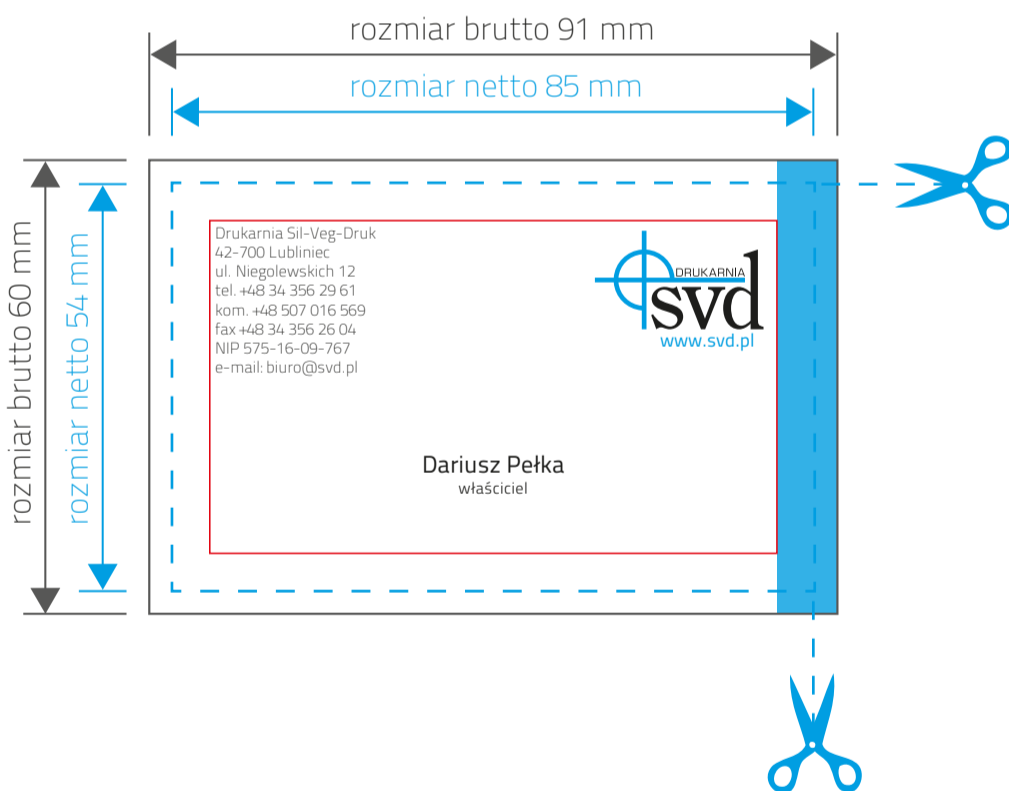 rozmiar brutto 91 mm
rozmiar netto 85 mm
rozmiar brutto 60 mm
rozmiar netto 54 mm
Drukarnia Sil-Veg-Druk
42-700 Lubliniec
ul. Niegolewskich 12
tel. +48 34 356 29 61
kom. +48 507 016 569
fax +48 34 356 26 04
NIP 575-16-09-767
e-mail: biuro@svd.pl
DRUKARNIA
svd
www.svd.pl
Dariusz Pełka
właściciel